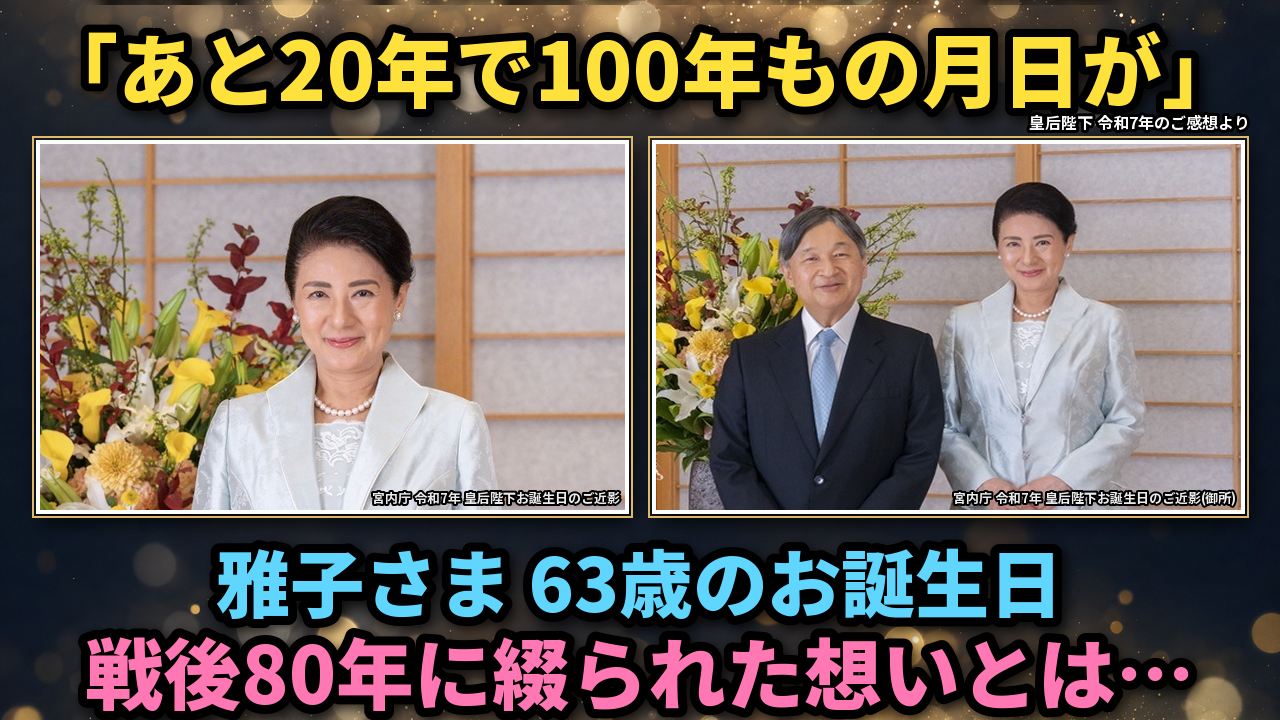 「あと20年で100年もの月日が」
皇后陛下 令和7年のご感想より
宮内庁 令和7年 皇后陛下お誕生日のご近影
宮内庁 令和7年 皇后陛下お誕生日のご近影(御所)
雅子さま 63歳のお誕生日
戦後80年に綴られた想いとは…